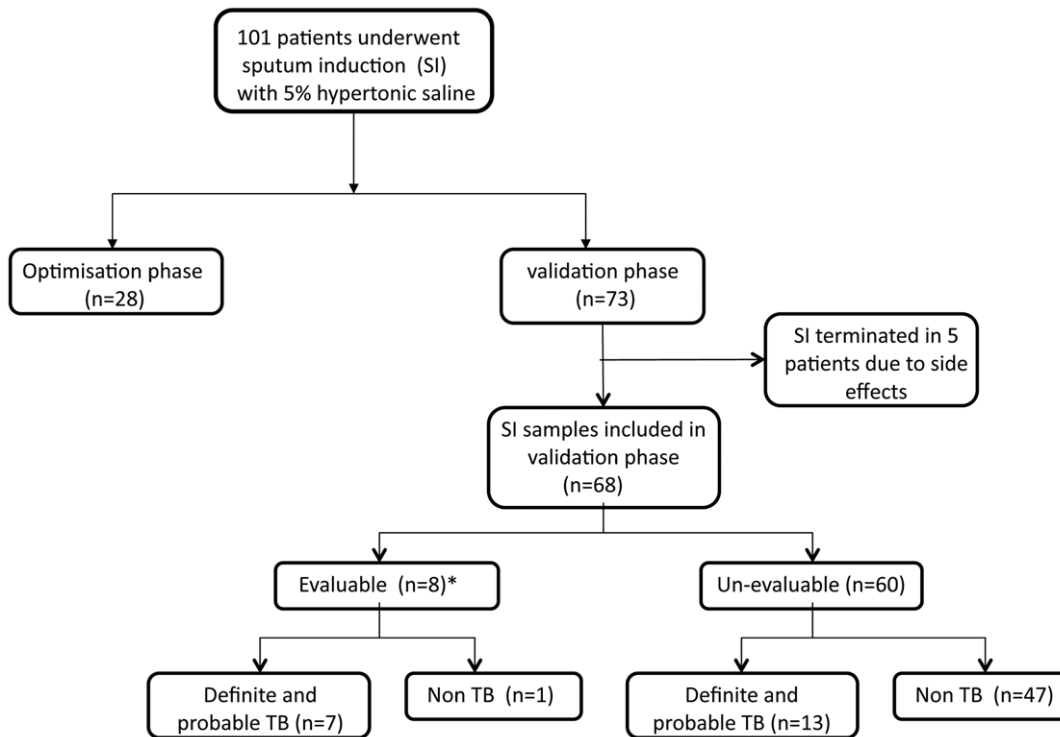 101 patients underwent
sputum induction (SI)
with 5% hypertonic saline
Optimisation phase
(n=28)
validation phase
(n=73)
SI terminated in 5
patients due to side
effects
SI samples included in
validation phase
(n=68)
Evaluable (n=8)*
Un-evaluable (n=60)
Definite and
probable TB (n=7)
Non TB (n=1)
Definite and
probable TB (n=13)
Non TB (n=47)